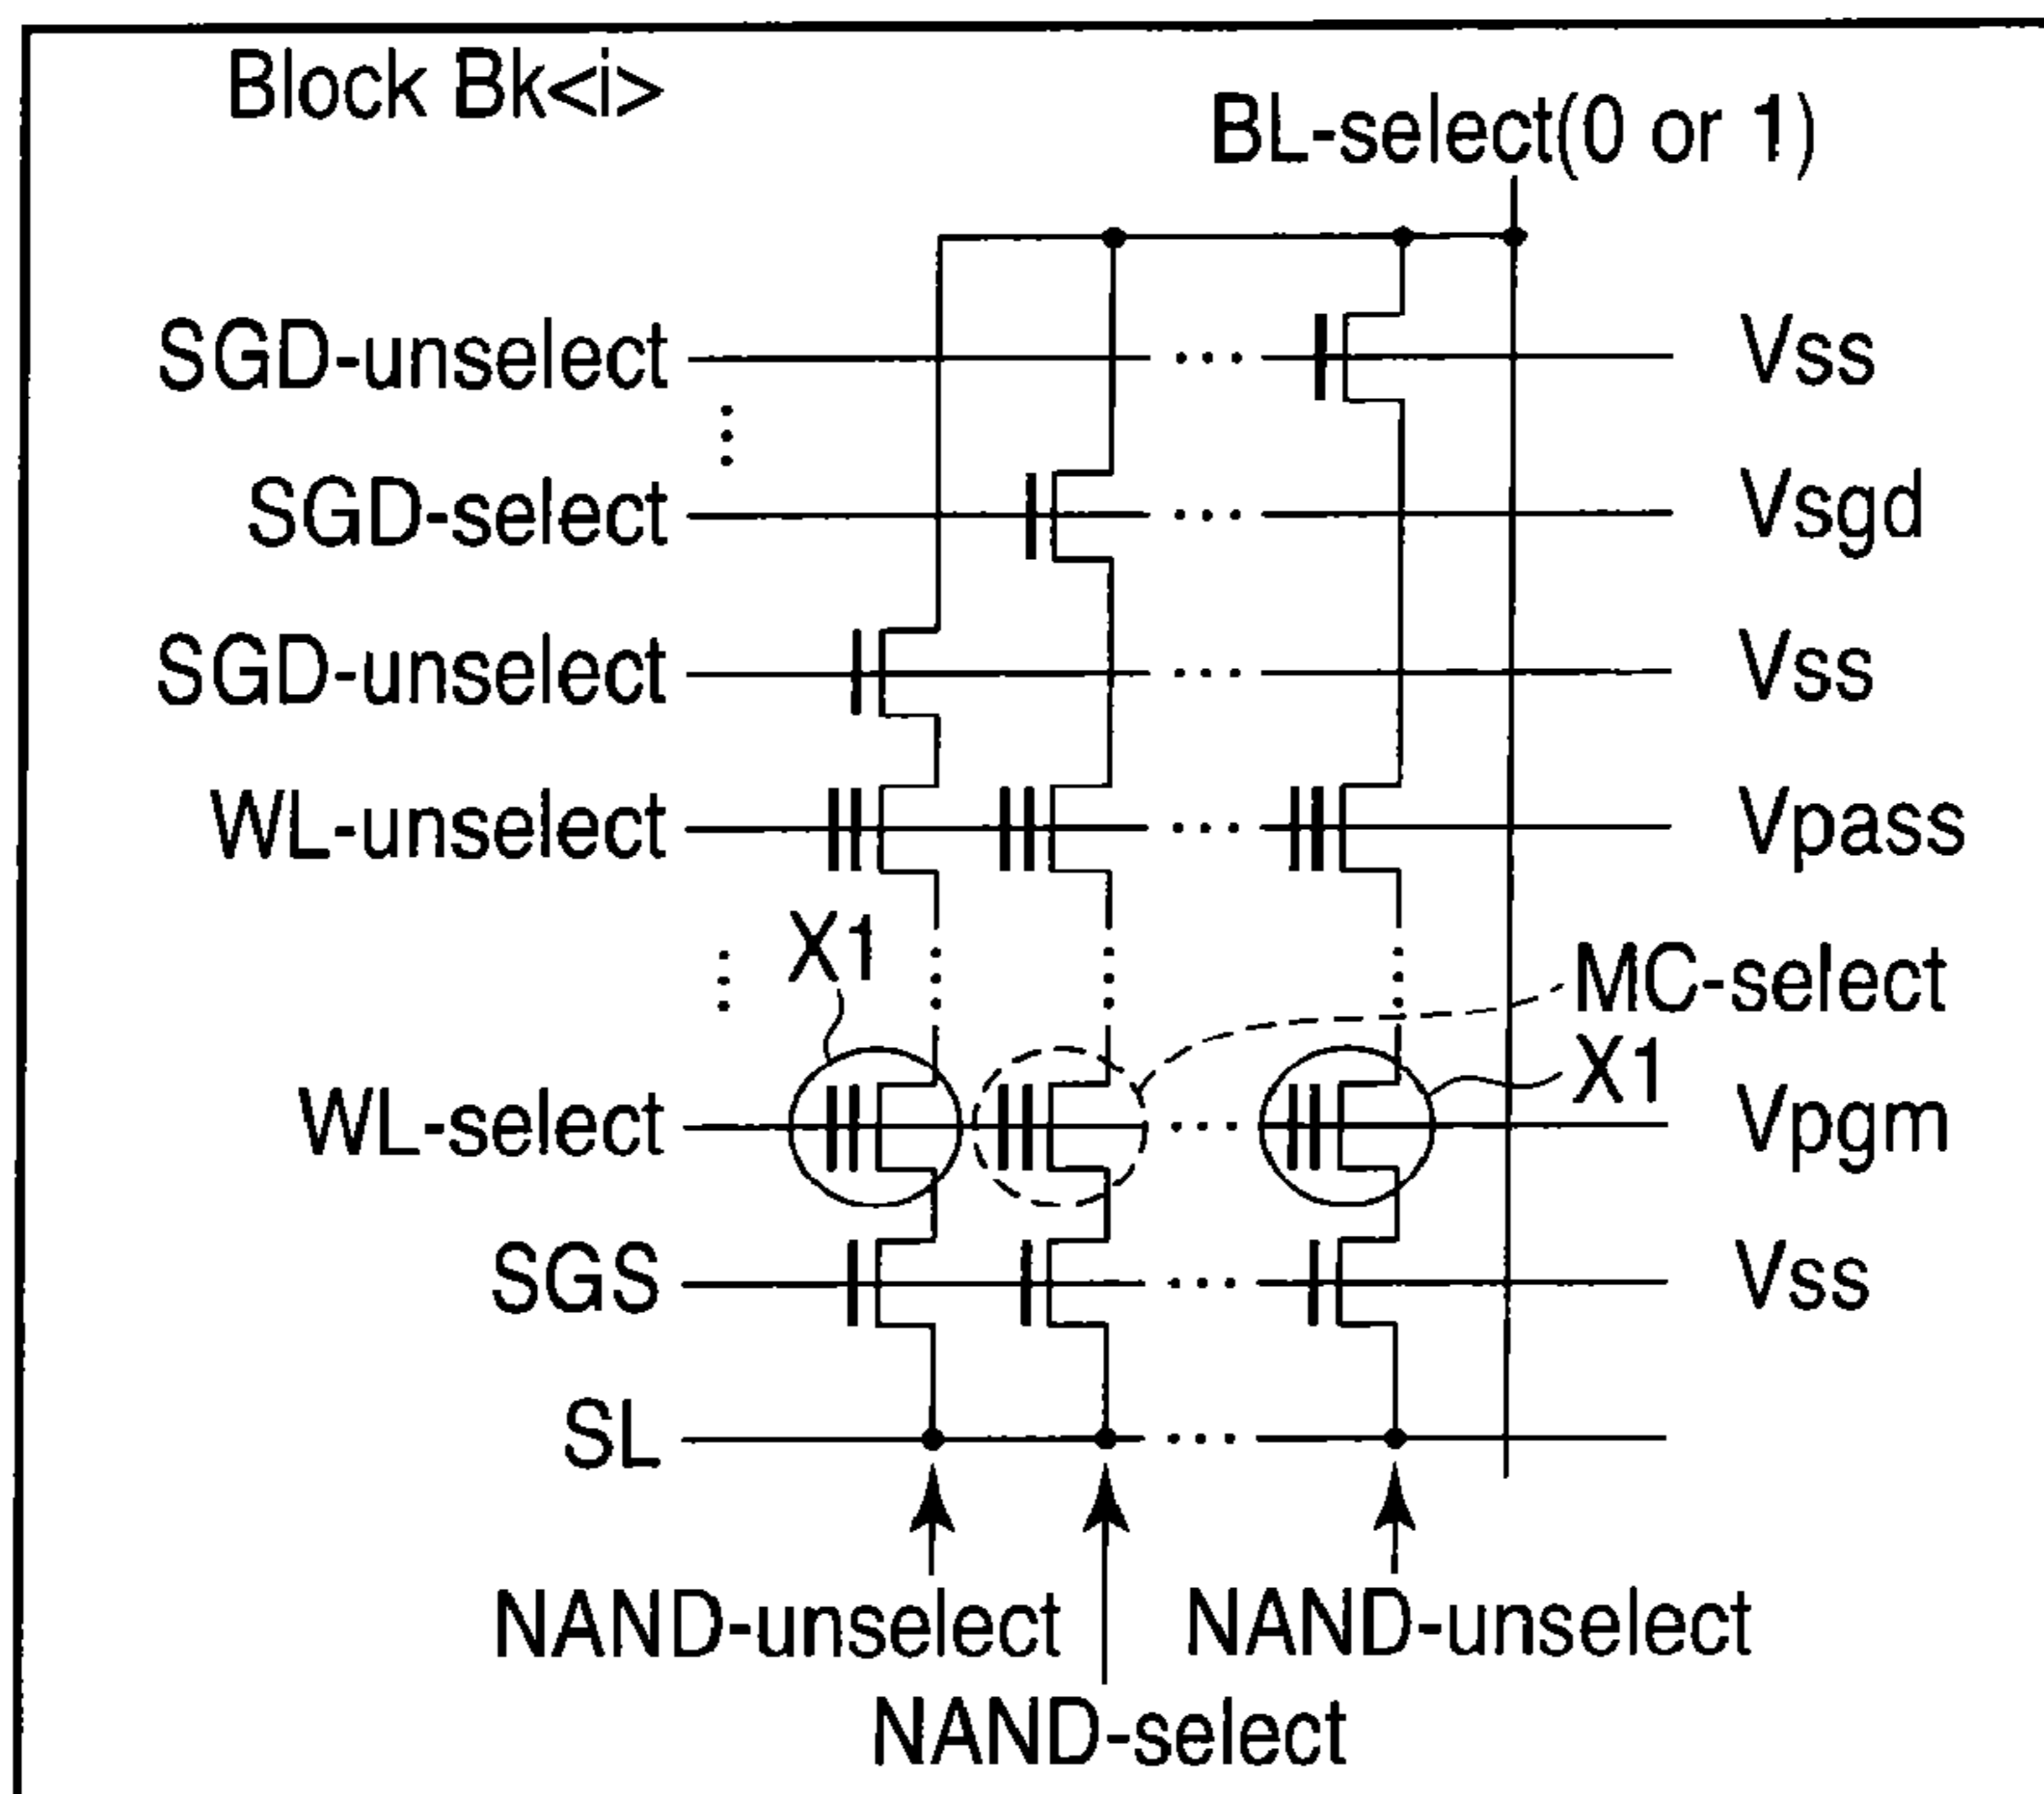 Block Bk<i>
BL-select(0 or 1)
SGD-unselect Vss
SGD-select Vsgd
SGD-unselect Vss
WL-unselect Vpass
X1
MC-select
X1
WL-select Vpgm
SGS Vss
SL
NAND-unselect NAND-unselect
NAND-select